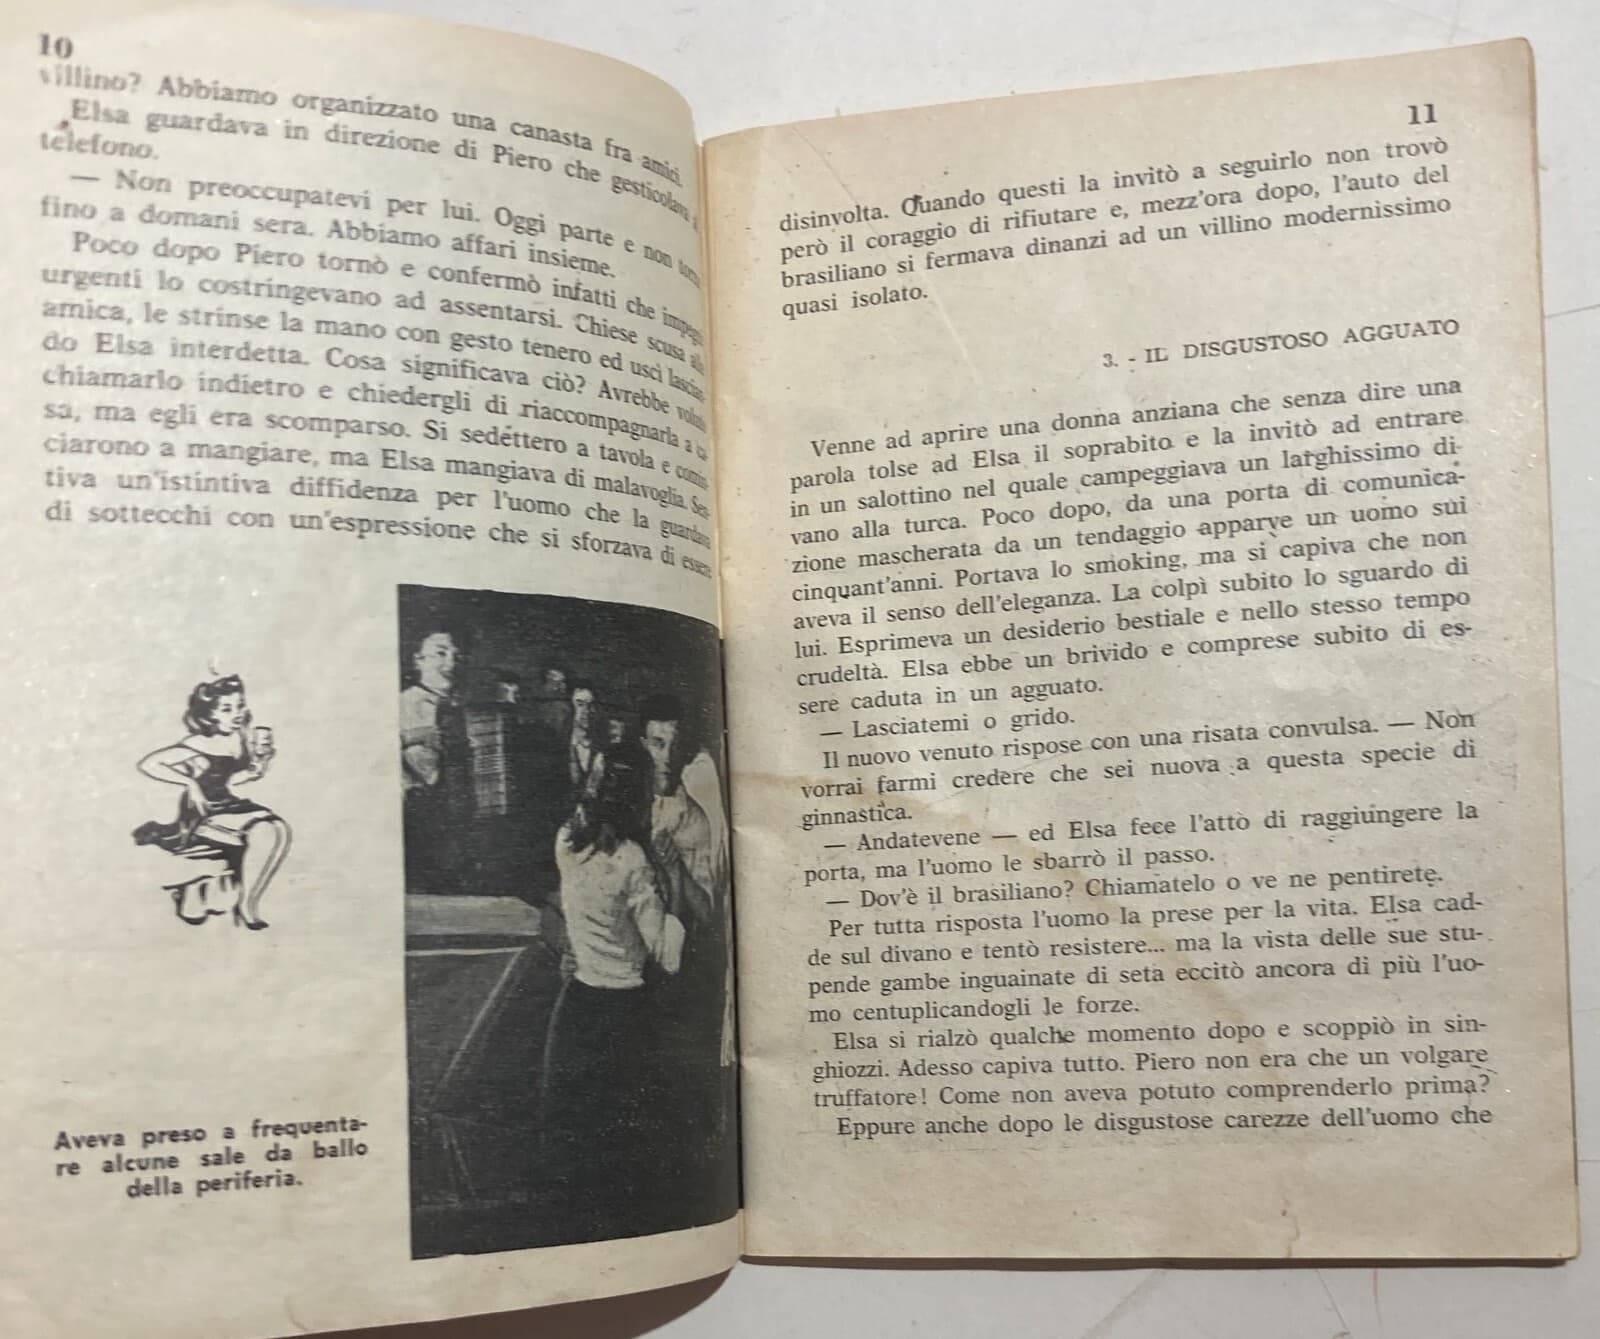 10
villino? Abbiamo organizzato una canasta fra amici.
Elsa guardava in direzione di Piero che gesticolava
telefono.
— Non preoccupatevi per lui. Oggi parte e non
fino a domani sera. Abbiamo affari insieme.
Poco dopo Piero tornò e confermò infatti che impegni
urgenti lo costringevano ad assentarsi. Chiese scusa
amica, le strinse la mano con gesto tenero ed uscì lascian-
do Elsa interdetta. Cosa significava ciò? Avrebbe voluto
chiamarlo indietro e chiedergli di riaccompagnarla a ca
sa, ma egli era scomparso. Si sedettero a tavola e comin-
ciarono a mangiare, ma Elsa mangiava di malavoglia. Sen-
tiva un'istintiva diffidenza per l'uomo che la guardava
di sottecchi con un'espressione che si sforzava di essere
Aveva preso a frequenta-
re alcune sale da ballo
della periferia.
11
disinvolta. Quando questi la invitò a seguirlo non trovò
però il coraggio di rifiutare e, mezz'ora dopo, l'auto del
brasiliano si fermava dinanzi ad un villino modernissimo
quasi isolato.
3. - IL DISGUSTOSO AGGUATO
Venne ad aprire una donna anziana che senza dire una
parola tolse ad Elsa il soprabito e la invitò ad entrare
in un salottino nel quale campeggiava un larghissimo di-
vano alla turca. Poco dopo, da una porta di comunica-
zione mascherata da un tendaggio apparve un uomo sui
cinquant'anni. Portava lo smoking, ma si capiva che non
aveva il senso dell'eleganza. La colpì subito lo sguardo di
lui. Esprimeva un desiderio bestiale e nello stesso tempo
crudeltà. Elsa ebbe un brivido e comprese subito di es-
sere caduta in un agguato.
— Lasciatemi o grido.
Il nuovo venuto rispose con una risata convulsa. — Non
vorrai farmi credere che sei nuova a questa specie di
ginnastica.
— Andatevene — ed Elsa fece l'atto di raggiungere la
porta, ma l'uomo le sbarrò il passo.
— Dov'è il brasiliano? Chiamatelo o ve ne pentirete.
Per tutta risposta l'uomo la prese per la vita. Elsa cad-
de sul divano e tentò resistere... ma la vista delle sue stu-
pende gambe inguainate di seta eccitò ancora di più l'uo-
mo centuplicandogli le forze.
Elsa si rialzò qualche momento dopo e scoppiò in sin-
ghiozzi. Adesso capiva tutto. Piero non era che un volgare
truffatore! Come non aveva potuto comprenderlo prima?
Eppure anche dopo le disgustose carezze dell'uomo che